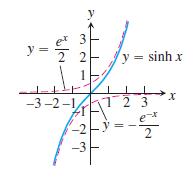 y
y = e^x/2
3
2
y = sinh x
1
-3 -2 -1
1 2 3
x
-1
-2
y = - e^-x/2
-3